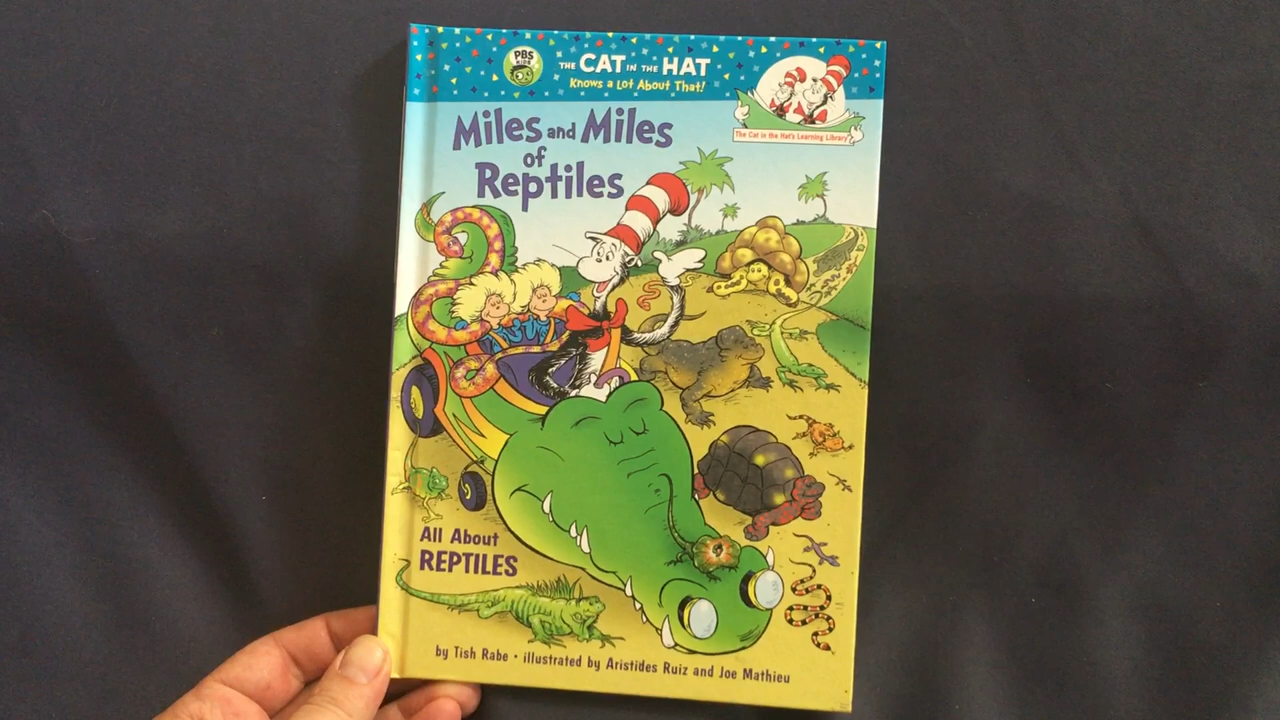 PBS
KIDS
THE CAT IN THE HAT
Knows a Lot About That!
The Cat in the Hat's Learning Library
Miles and Miles
of
Reptiles
All About
REPTILES
by Tish Rabe • illustrated by Aristides Ruiz and Joe Mathieu